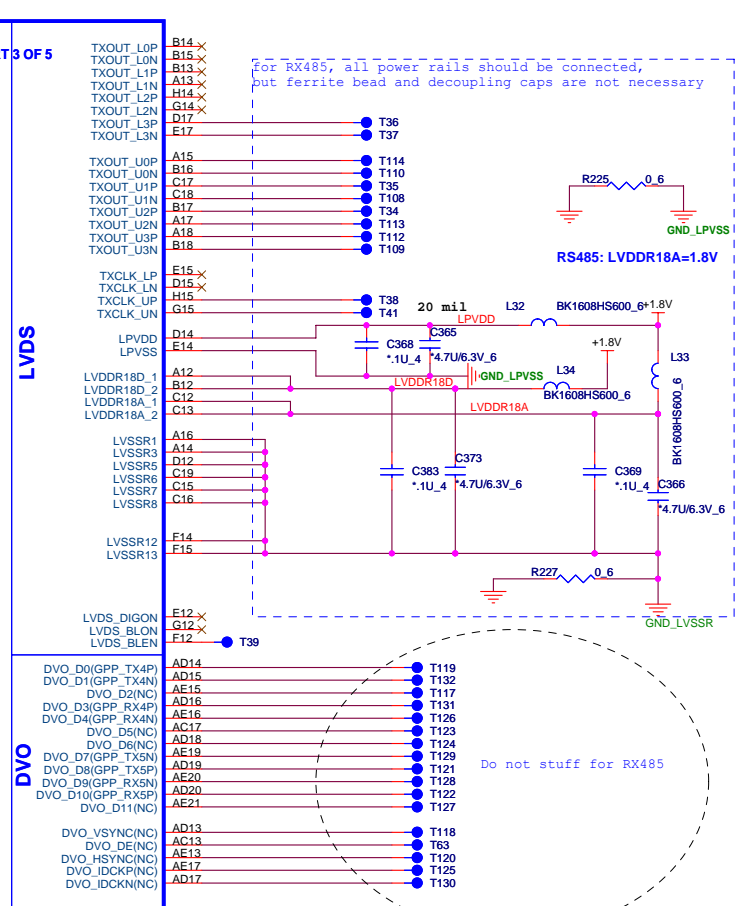 T 3 OF 5
LVDS
TXOUT_L0P B14
TXOUT_L0N B15
TXOUT_L1P B13
TXOUT_L1N A13
TXOUT_L2P H14
TXOUT_L2N G14
TXOUT_L3P D17 T36
TXOUT_L3N E17 T37
TXOUT_U0P A15 T114
TXOUT_U0N B16 T110
TXOUT_U1P C17 T35
TXOUT_U1N C18 T108
TXOUT_U2P B17 T34
TXOUT_U2N A17 T113
TXOUT_U3P A18 T112
TXOUT_U3N B18 T109
TXCLK_LP E15
TXCLK_LN D15
TXCLK_UP H15 T38
TXCLK_UN G15 T41
LPVDD D14
LPVSS E14
LVDDR18D_1 A12
LVDDR18D_2 B12
LVDDR18A_1 C12
LVDDR18A_2 C13
LVSSR1 A16
LVSSR3 A14
LVSSR5 D12
LVSSR6 C19
LVSSR7 C15
LVSSR8 C16
LVSSR12 F14
LVSSR13 F15
LVDS_DIGON E12
LVDS_BLON G12
LVDS_BLEN F12 T39
for RX485, all power rails should be connected,
but ferrite bead and decoupling caps are not necessary
R225 0_6
GND_LPVSS
RS485: LVDDR18A=1.8V
20 mil
LPVDD
L32 BK1608HS600_6
+1.8V
C368
*.1U_4
C365
*4.7U/6.3V_6
+1.8V
L33
BK1608HS600_6
GND_LPVSS
L34
BK1608HS600_6
LVDDR18D
LVDDR18A
C383
*.1U_4
C373
*4.7U/6.3V_6
C369
*.1U_4
C366
*4.7U/6.3V_6
R227 0_6
GND_LVSSR
DVO
DVO_D0(GPP_TX4P) AD14 T119
DVO_D1(GPP_TX4N) AD15 T132
DVO_D2(NC) AE15 T117
DVO_D3(GPP_RX4P) AD16 T131
DVO_D4(GPP_RX4N) AE16 T126
DVO_D5(NC) AC17 T123
DVO_D6(NC) AD18 T124
DVO_D7(GPP_TX5N) AE19 T129
DVO_D8(GPP_TX5P) AD19 T121
DVO_D9(GPP_RX5N) AE20 T128
DVO_D10(GPP_RX5P) AD20 T122
DVO_D11(NC) AE21 T127
DVO_VSYNC(NC) AD13 T118
DVO_DE(NC) AC13 T63
DVO_HSYNC(NC) AE13 T120
DVO_IDCKP(NC) AE17 T125
DVO_IDCKN(NC) AD17 T130
Do not stuff for RX485